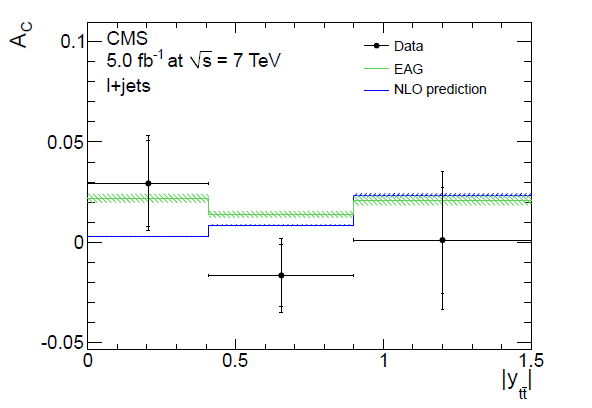 A_C
0.1
CMS
5.0 fb⁻¹ at √s = 7 TeV
l+jets
Data
EAG
NLO prediction
0.05
0
-0.05
0 0.5 1 1.5
|y_tt̄|